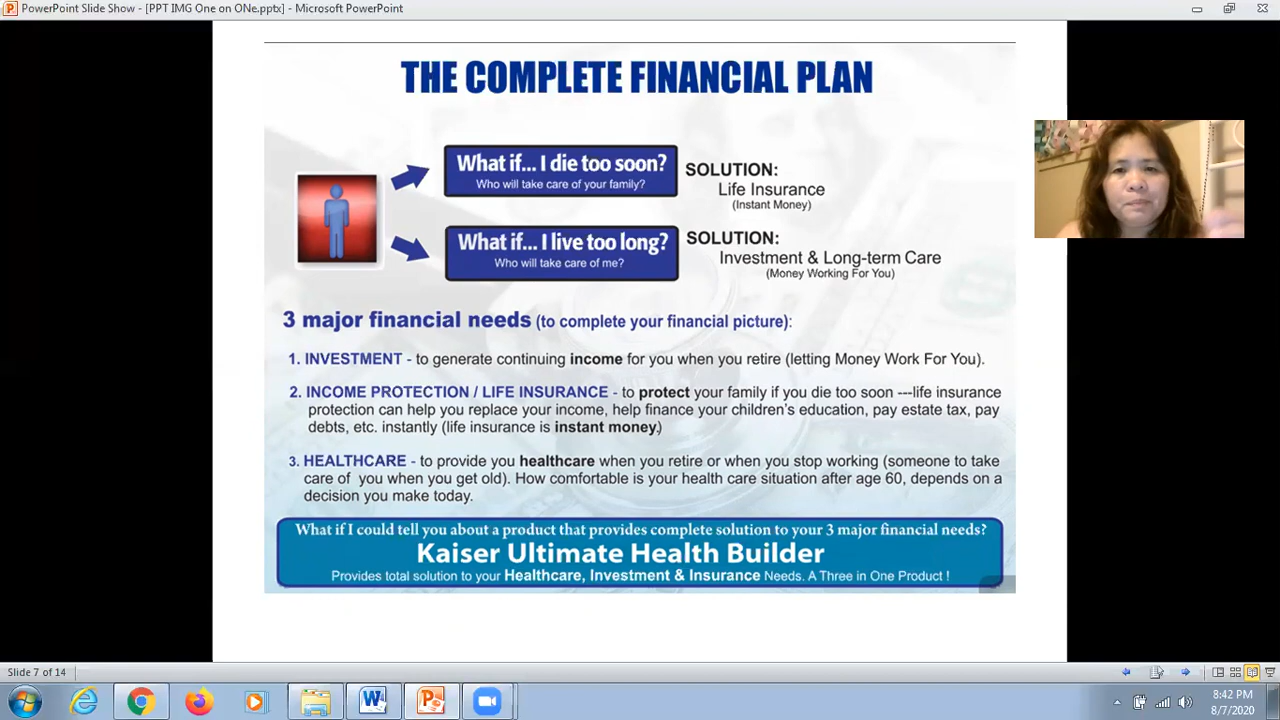 PowerPoint Slide Show - [PPT IMG One on ONe.pptx] - Microsoft PowerPoint
THE COMPLETE FINANCIAL PLAN
What if... I die too soon?
Who will take care of your family?
SOLUTION:
Life Insurance
(Instant Money)
What if... I live too long?
Who will take care of me?
SOLUTION:
Investment & Long-term Care
(Money Working For You)
3 major financial needs (to complete your financial picture):
1. INVESTMENT - to generate continuing income for you when you retire (letting Money Work For You).
2. INCOME PROTECTION / LIFE INSURANCE - to protect your family if you die too soon ---life insurance
protection can help you replace your income, help finance your children's education, pay estate tax, pay
debts, etc. instantly (life insurance is instant money.)
3. HEALTHCARE - to provide you healthcare when you retire or when you stop working (someone to take
care of you when you get old). How comfortable is your health care situation after age 60, depends on a
decision you make today.
What if I could tell you about a product that provides complete solution to your 3 major financial needs?
Kaiser Ultimate Health Builder
Provides total solution to your Healthcare, Investment & Insurance Needs. A Three in One Product !
Slide 7 of 14
8:42 PM
8/7/2020